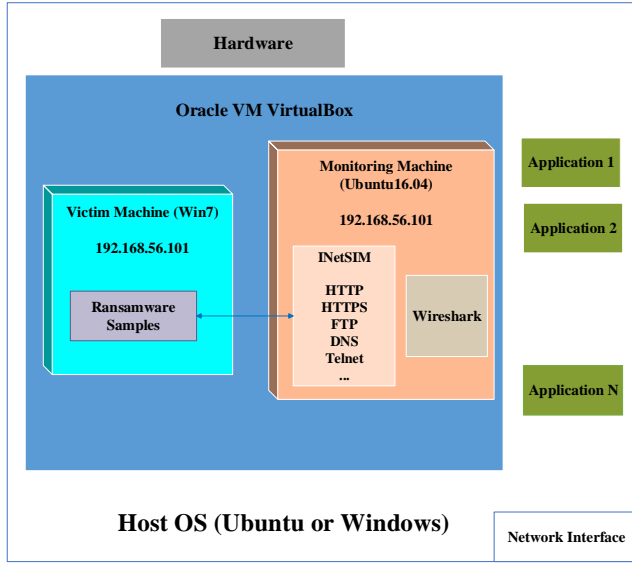 Hardware
Oracle VM VirtualBox
Monitoring Machine
(Ubuntu16.04)
192.168.56.101
Victim Machine (Win7)
192.168.56.101
Ransamware
Samples
INetSIM
HTTP
HTTPS
FTP
DNS
Telnet
...
Wireshark
Application 1
Application 2
Application N
Host OS (Ubuntu or Windows)
Network Interface